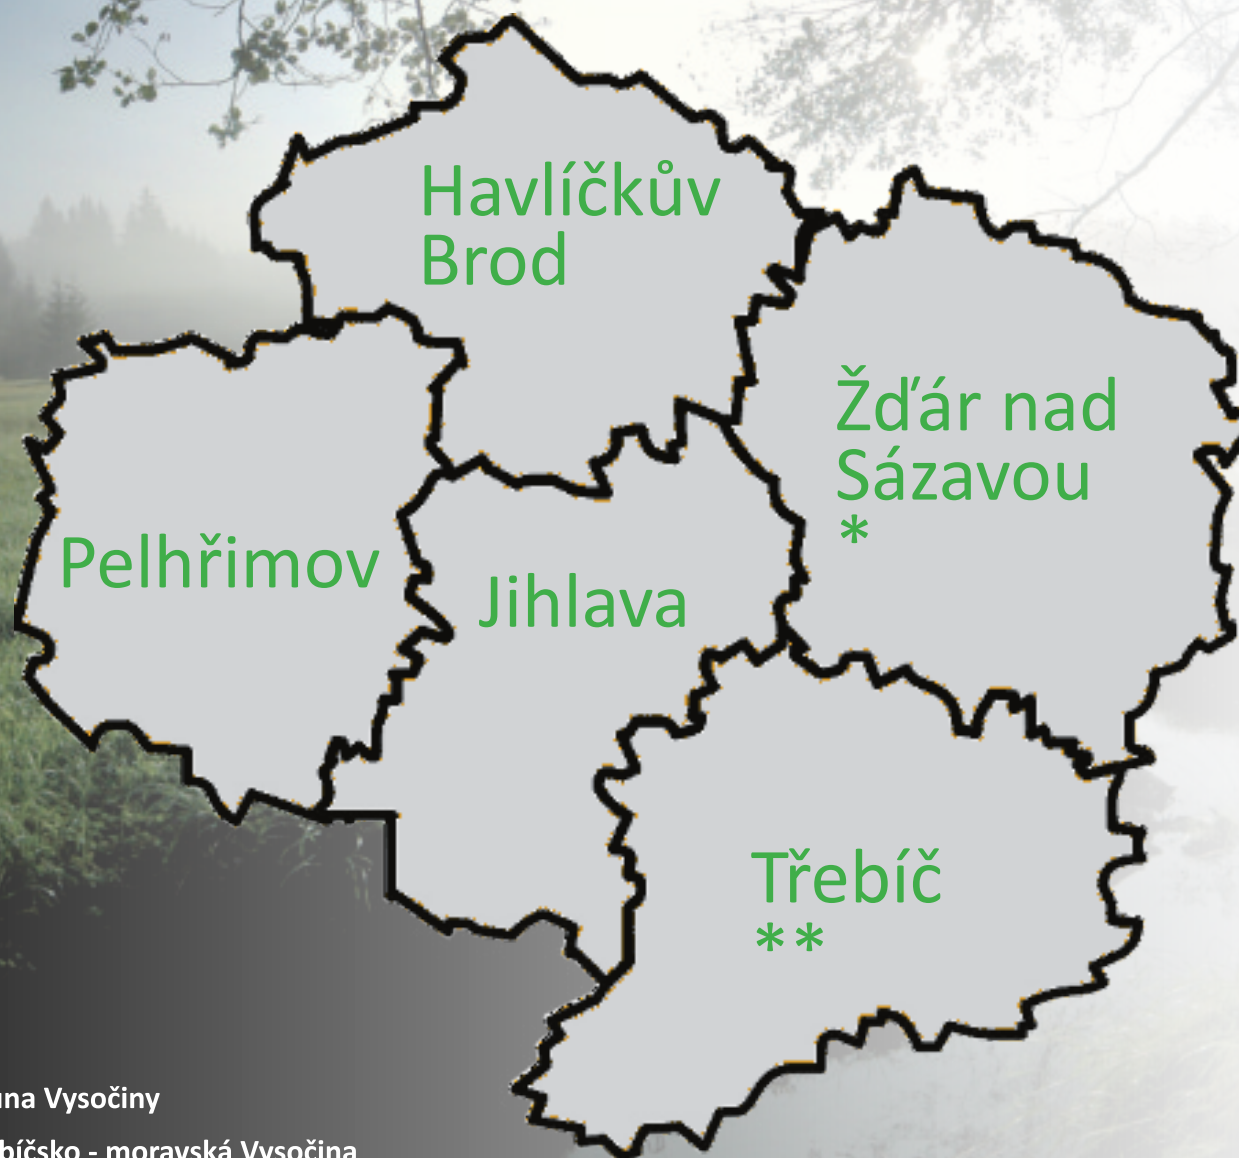 Havlíčkův
Brod
Žďár nad
Sázavou
*
Pelhřimov
Jihlava
Třebíč
**
Vysočiny
- moravská Vysočina